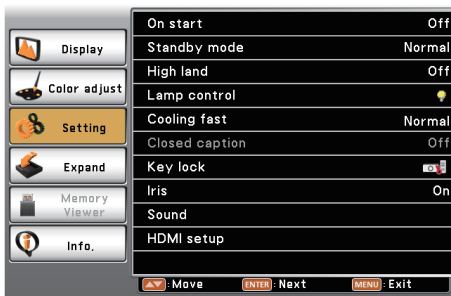 Display
Color adjust
Setting
Expand
Memory
Viewer
Info.
On start Off
Standby mode Normal
High land Off
Lamp control
Cooling fast Normal
Closed caption Off
Key lock
Iris On
Sound
HDMI setup
:Move ENTER :Next MENU :Exit